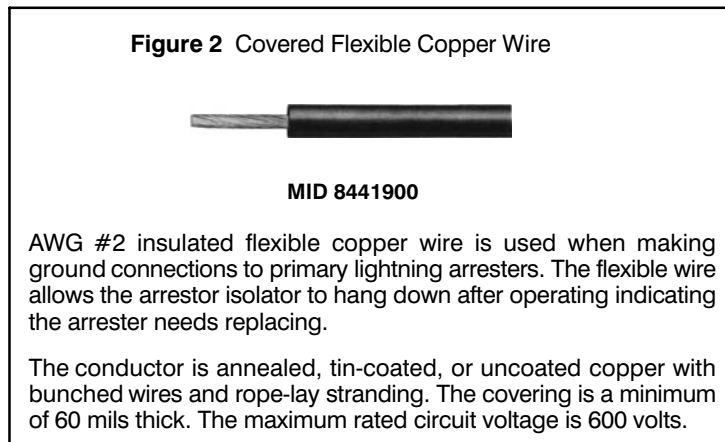 Figure 2 Covered Flexible Copper Wire
MID 8441900
AWG #2 insulated flexible copper wire is used when making
ground connections to primary lightning arresters. The flexible wire
allows the arrestor isolator to hang down after operating indicating
the arrester needs replacing.
The conductor is annealed, tin-coated, or uncoated copper with
bunched wires and rope-lay stranding. The covering is a minimum
of 60 mils thick. The maximum rated circuit voltage is 600 volts.